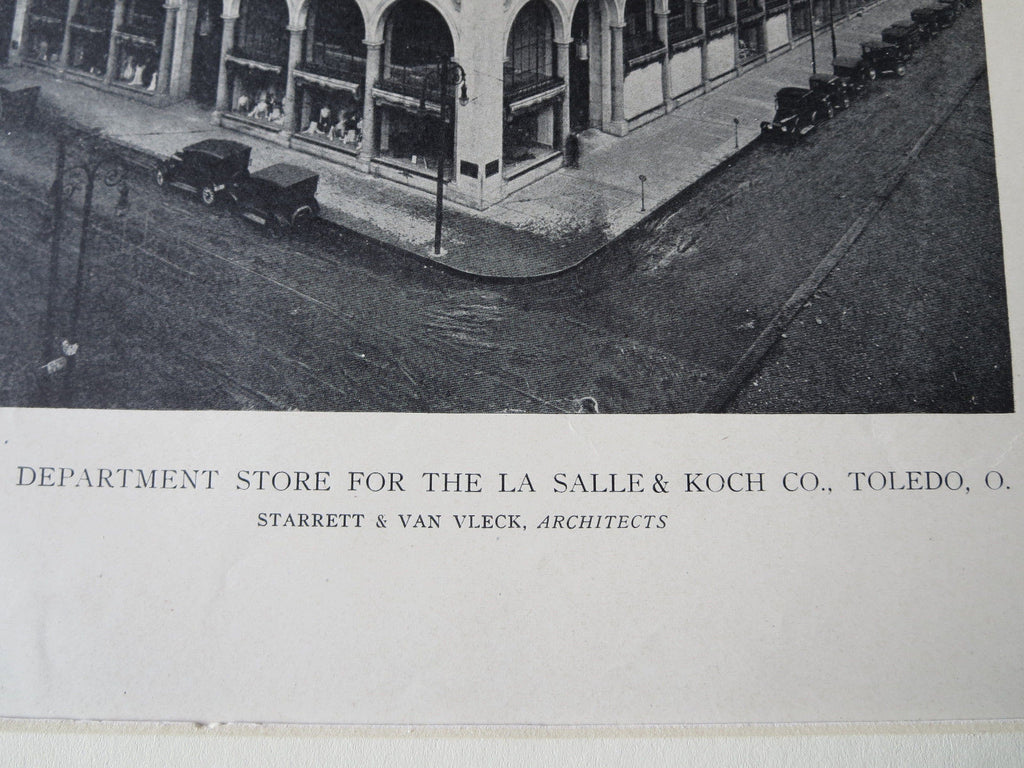 DEPARTMENT STORE FOR THE LA SALLE & KOCH CO., TOLEDO, O.
STARRETT & VAN VLECK, ARCHITECTS